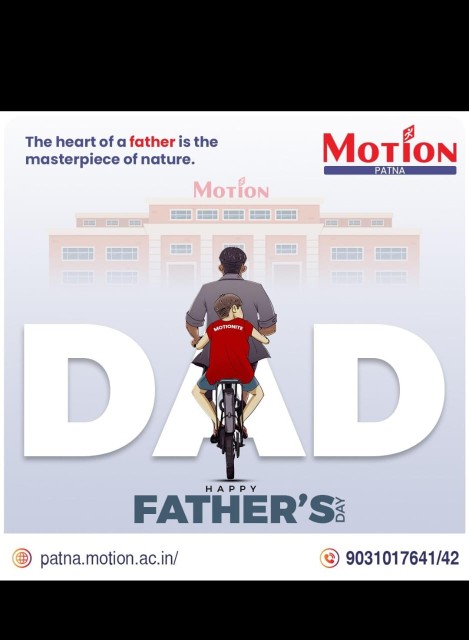 The heart of a father is the
masterpiece of nature.
MOTION
PATNA
MOTION
MOTIONITE
DAD
HAPPY
FATHER'S DAY
patna.motion.ac.in/
9031017641/42